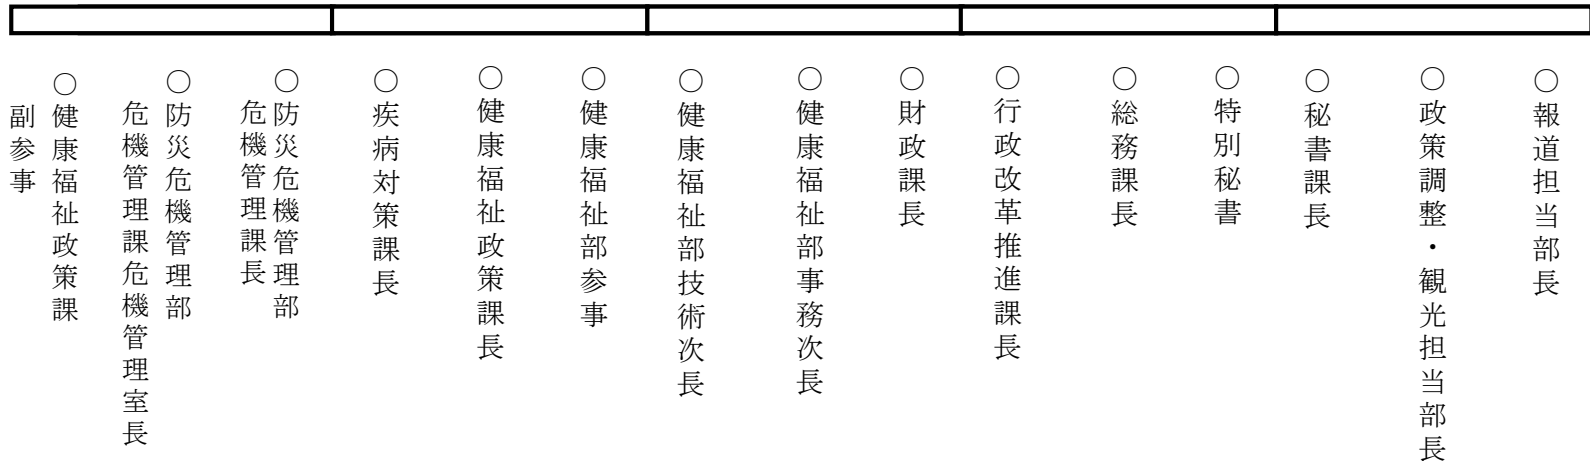 ○報道担当部長
○政策調整・観光担当部長
○秘書課長
○特別秘書
○総務課長
○行政改革推進課長
○財政課長
○健康福祉部事務次長
○健康福祉部技術次長
○健康福祉部参事
○健康福祉政策課長
○疾病対策課長
○防災危機管理部
危機管理課長
○防災危機管理部
危機管理課危機管理室長
○健康福祉政策課
副参事